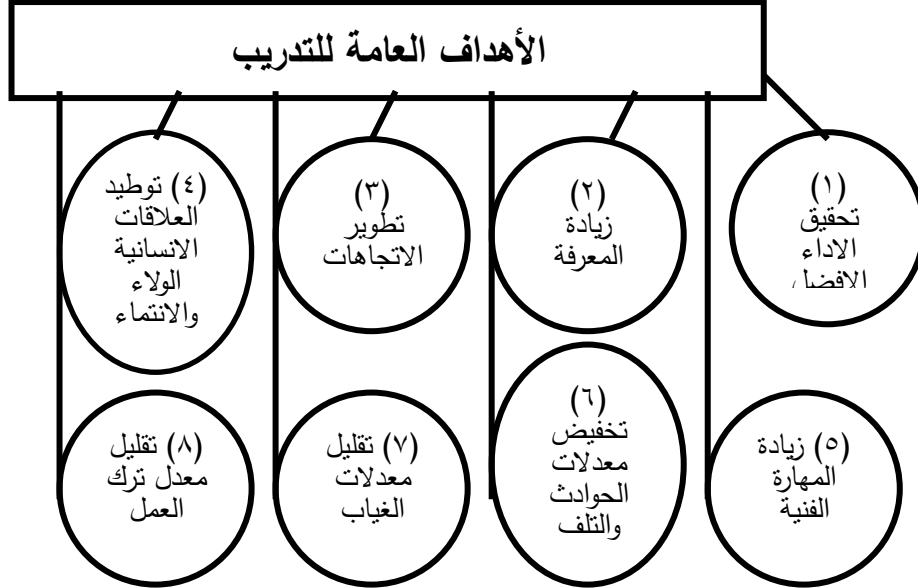 الأهداف العامة للتدريب
(١)
تحقيق
الاداء
الافضل
(٢)
زيادة
المعرفة
(٣)
تطوير
الاتجاهات
(٤) توطيد
العلاقات
الانسانية
الولاء
والانتماء
(٥) زيادة
المهارة
الفنية
(٦)
تخفيض
معدلات
الحوادث
والتلف
(٧) تقليل
معدلات
الغياب
(٨) تقليل
معدل ترك
العمل